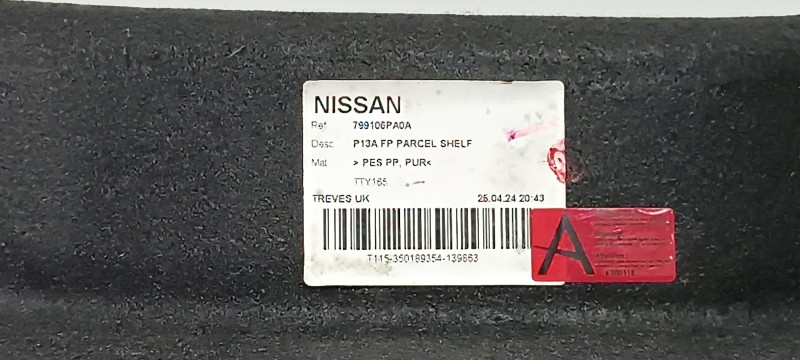 NISSAN
Ref 799106PA0A
Desc P13A FP PARCEL SHELF
Mat > PES PP, PUR<
TTY165
TREVES UK 25.04.24 20:43
T115-350189354-139863
A